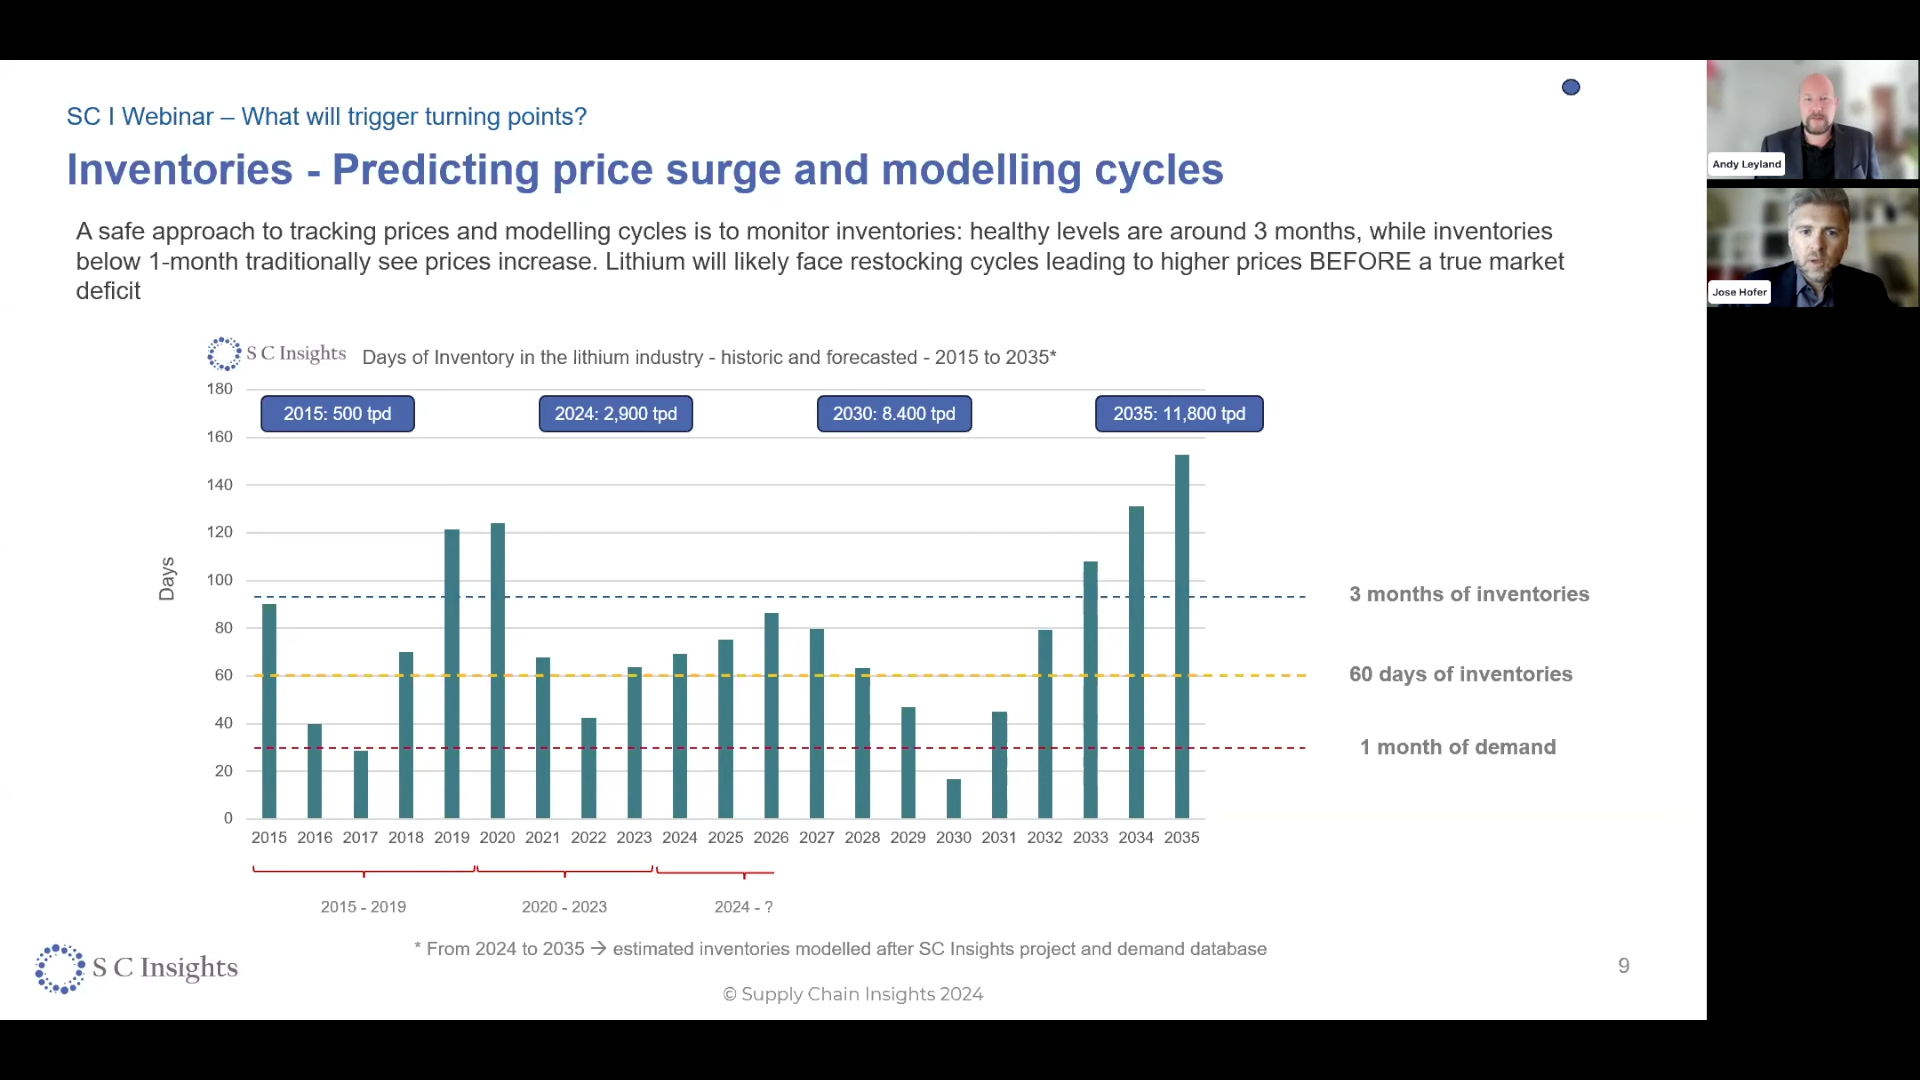 SC I Webinar – What will trigger turning points?
Inventories - Predicting price surge and modelling cycles
A safe approach to tracking prices and modelling cycles is to monitor inventories: healthy levels are around 3 months, while inventories
below 1-month traditionally see prices increase. Lithium will likely face restocking cycles leading to higher prices BEFORE a true market
deficit
Andy Leyland
Jose Hofer
S C Insights
Days of Inventory in the lithium industry - historic and forecasted - 2015 to 2035*
180
2015: 500 tpd
2024: 2,900 tpd
2030: 8.400 tpd
2035: 11,800 tpd
160
140
120
100
80
60
40
20
0
Days
3 months of inventories
60 days of inventories
1 month of demand
2015 2016 2017 2018 2019 2020 2021 2022 2023 2024 2025 2026 2027 2028 2029 2030 2031 2032 2033 2034 2035
2015 - 2019
2020 - 2023
2024 - ?
* From 2024 to 2035 → estimated inventories modelled after SC Insights project and demand database
S C Insights
9
© Supply Chain Insights 2024